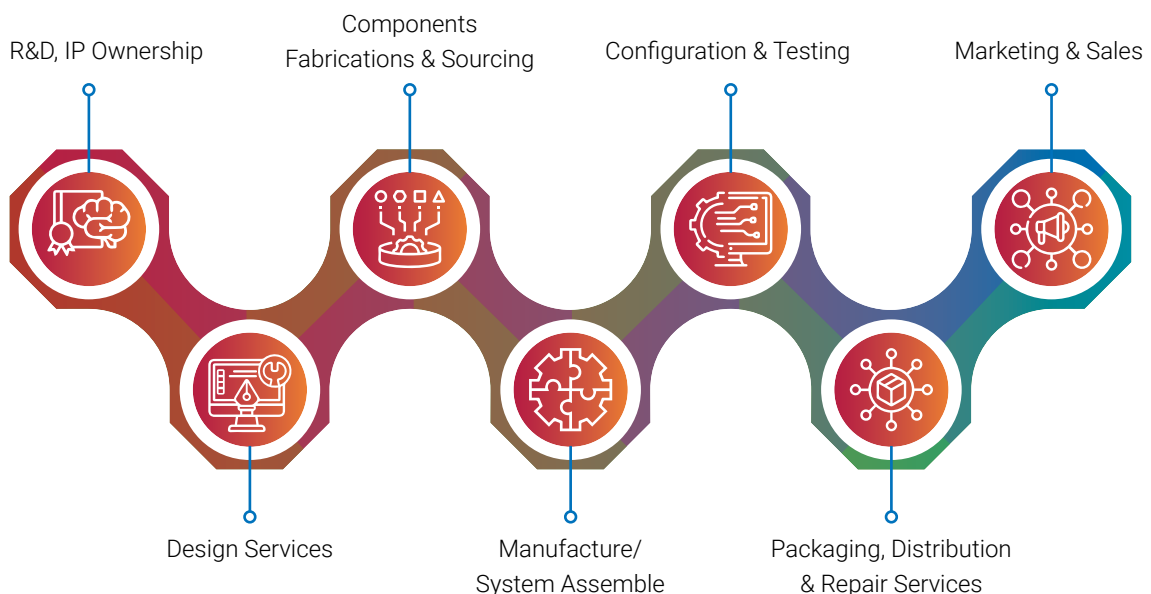 R&D, IP Ownership
Components
Fabrications & Sourcing
Configuration & Testing
Marketing & Sales
Design Services
Manufacture/
System Assemble
Packaging, Distribution
& Repair Services